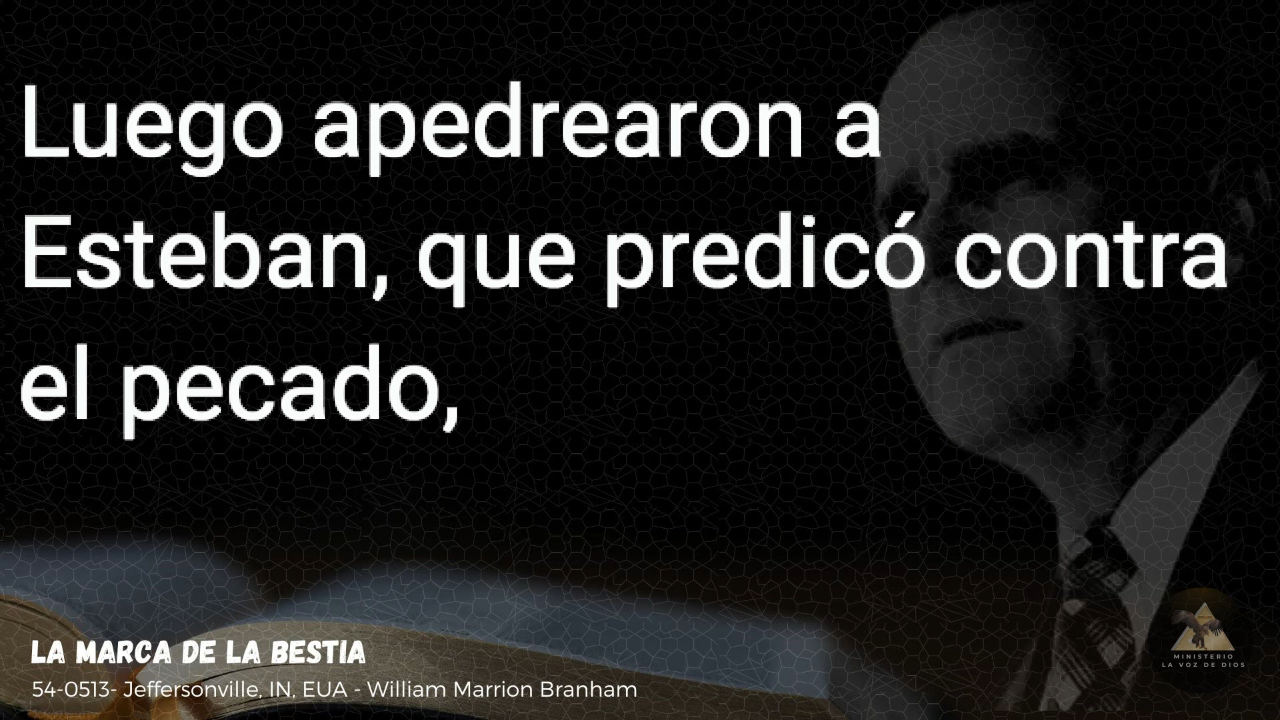 Luego apedrearon a
Esteban, que predicó contra
el pecado,
LA MARCA DE LA BESTIA
54-0513- Jeffersonville, IN, EUA - William Marrion Branham
MINISTERIO
LA VOZ DE DIOS